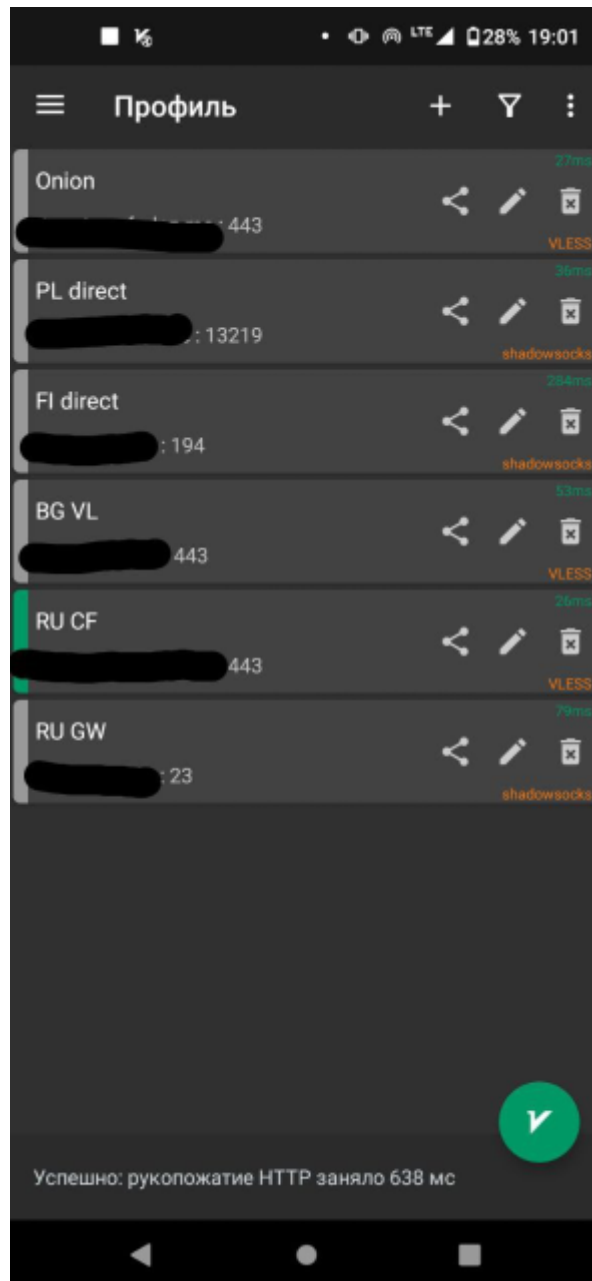 LTE 28% 19:01
Профиль
27ms
Onion
: 443
VLESS
36ms
PL direct
: 13219
shadowsocks
284ms
FI direct
: 194
shadowsocks
53ms
BG VL
443
VLESS
26ms
RU CF
443
VLESS
79ms
RU GW
: 23
shadowsocks
Успешно: рукопожатие HTTP заняло 638 мс